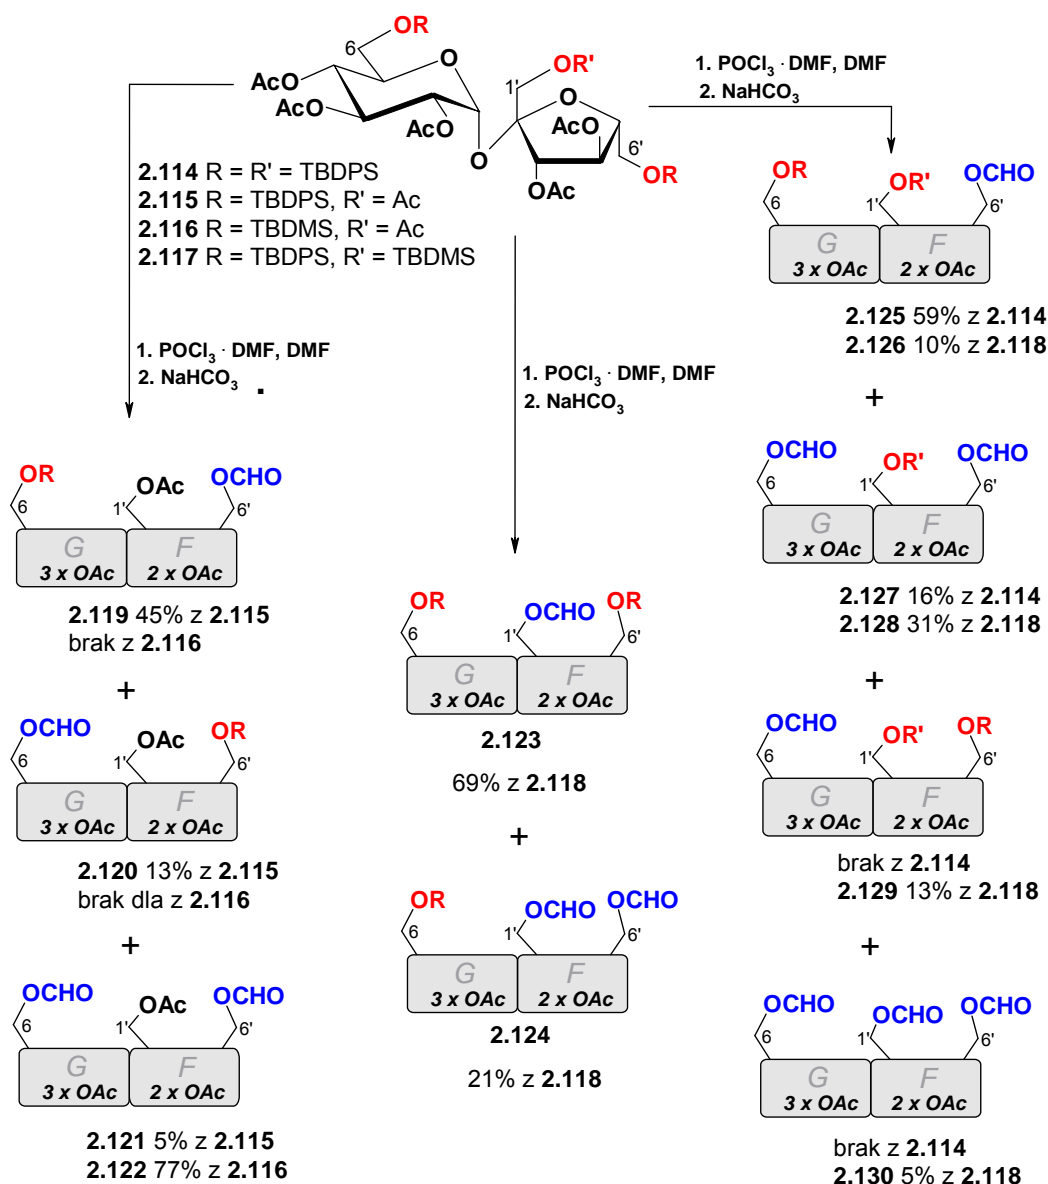 OR
6
O
OR'
1'
AcO
AcO
AcO
O
O
AcO
6'
OAc
OR
2.114 R = R' = TBDPS
2.115 R = TBDPS, R' = Ac
2.116 R = TBDMS, R' = Ac
2.117 R = TBDPS, R' = TBDMS
1. POCl3 · DMF, DMF
2. NaHCO3
OR
6
1'
OAc
OCHO
6'
G
F
3 x OAc
2 x OAc
2.119 45% z 2.115
brak z 2.116
+
OCHO
6
1'
OAc
OR
6'
G
F
3 x OAc
2 x OAc
2.120 13% z 2.115
brak dla z 2.116
+
OCHO
6
1'
OAc
OCHO
6'
G
F
3 x OAc
2 x OAc
2.121 5% z 2.115
2.122 77% z 2.116
1. POCl3 · DMF, DMF
2. NaHCO3
OR
6
1'
OCHO
OR
6'
G
F
3 x OAc
2 x OAc
2.123
69% z 2.118
+
OR
6
1'
OCHO
OCHO
6'
G
F
3 x OAc
2 x OAc
2.124
21% z 2.118
1. POCl3 · DMF, DMF
2. NaHCO3
OR
6
1'
OR'
OCHO
6'
G
F
3 x OAc
2 x OAc
2.125 59% z 2.114
2.126 10% z 2.118
+
OCHO
6
1'
OR'
OCHO
6'
G
F
3 x OAc
2 x OAc
2.127 16% z 2.114
2.128 31% z 2.118
+
OCHO
6
1'
OR'
OR
6'
G
F
3 x OAc
2 x OAc
brak z 2.114
2.129 13% z 2.118
+
OCHO
6
1'
OCHO
OCHO
6'
G
F
3 x OAc
2 x OAc
brak z 2.114
2.130 5% z 2.118